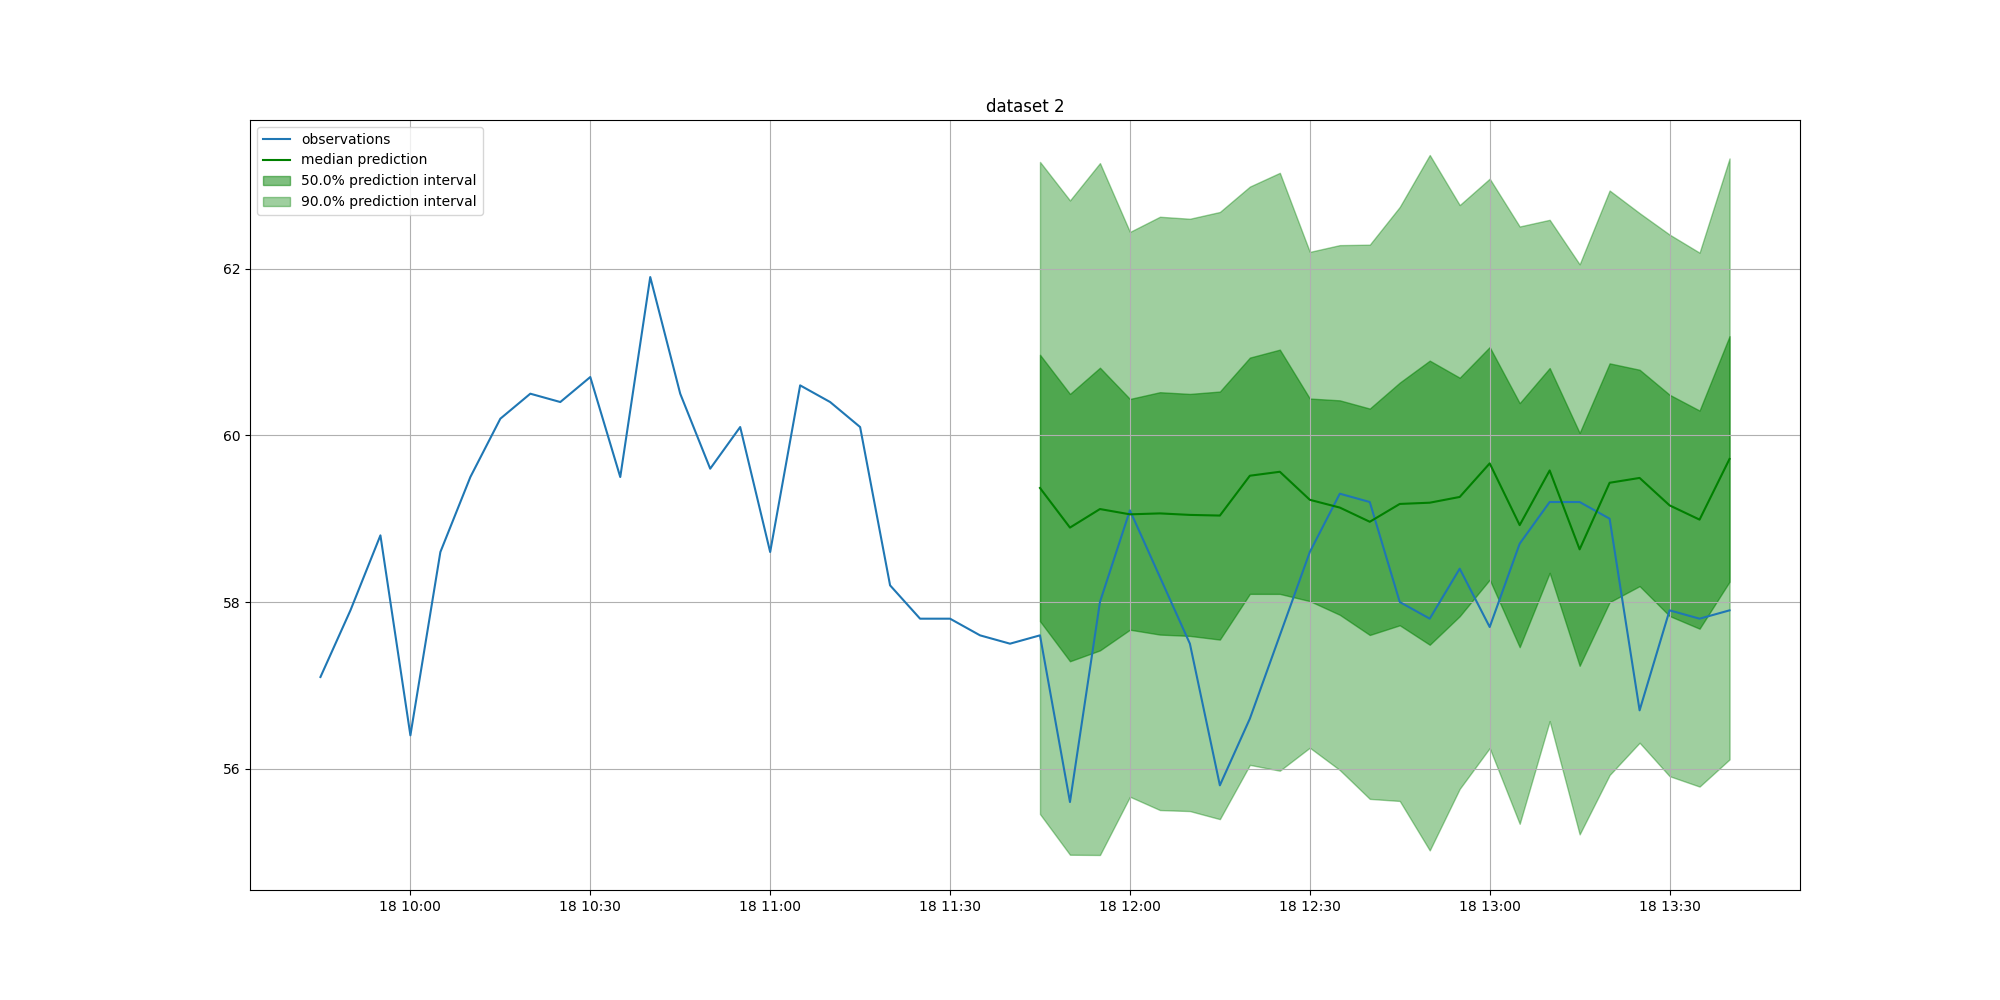 dataset 2
observations
median prediction
50.0% prediction interval
90.0% prediction interval
62
60
58
56
18 10:00
18 10:30
18 11:00
18 11:30
18 12:00
18 12:30
18 13:00
18 13:30